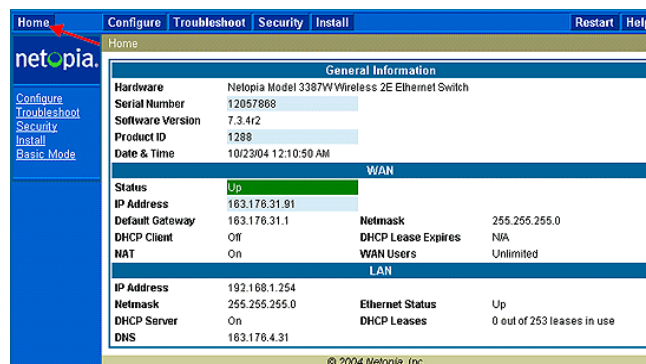 Home Configure Troubleshoot Security Install Restart Help
Home
netopia.
Configure
Troubleshoot
Security
Install
Basic Mode
General Information
Hardware Netopia Model 3387W Wireless 2E Ethernet Switch
Serial Number 12057868
Software Version 7.3.4r2
Product ID 1288
Date & Time 10/23/04 12:10:50 AM
WAN
Status Up
IP Address 163.176.31.91
Default Gateway 163.176.31.1 Netmask 255.255.255.0
DHCP Client Off DHCP Lease Expires N/A
NAT On WAN Users Unlimited
LAN
IP Address 192.168.1.254
Netmask 255.255.255.0 Ethernet Status Up
DHCP Server On DHCP Leases 0 out of 253 leases in use
DNS 163.176.4.31
© 2004 Netopia, Inc.